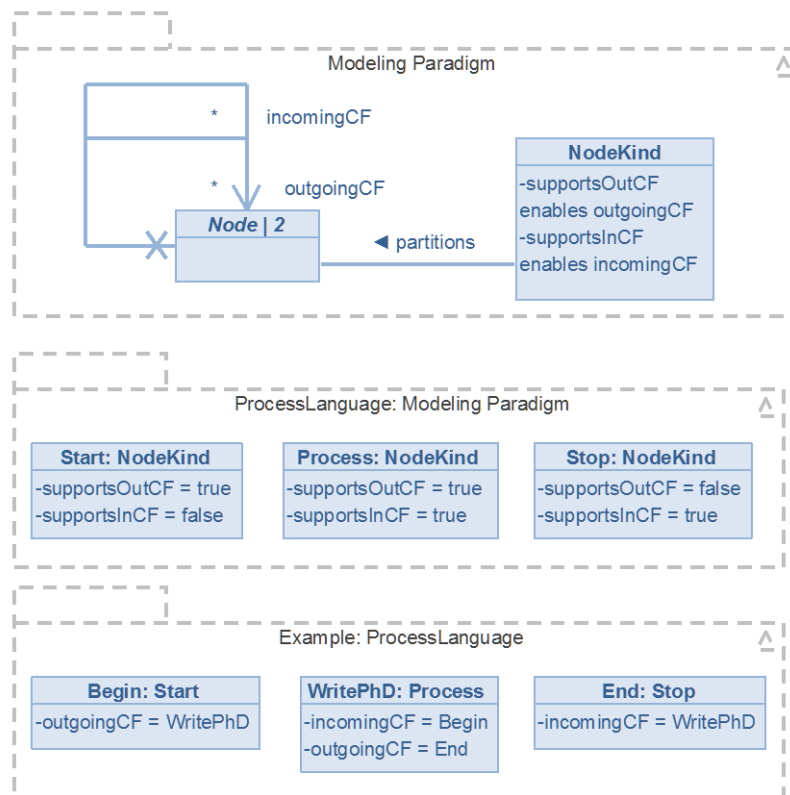 Modeling Paradigm
* incomingCF
* outgoingCF
Node | 2
◄ partitions
NodeKind
-supportsOutCF
enables outgoingCF
-supportsInCF
enables incomingCF
ProcessLanguage: Modeling Paradigm
Start: NodeKind
-supportsOutCF = true
-supportsInCF = false
Process: NodeKind
-supportsOutCF = true
-supportsInCF = true
Stop: NodeKind
-supportsOutCF = false
-supportsInCF = true
Example: ProcessLanguage
Begin: Start
-outgoingCF = WritePhD
WritePhD: Process
-incomingCF = Begin
-outgoingCF = End
End: Stop
-incomingCF = WritePhD